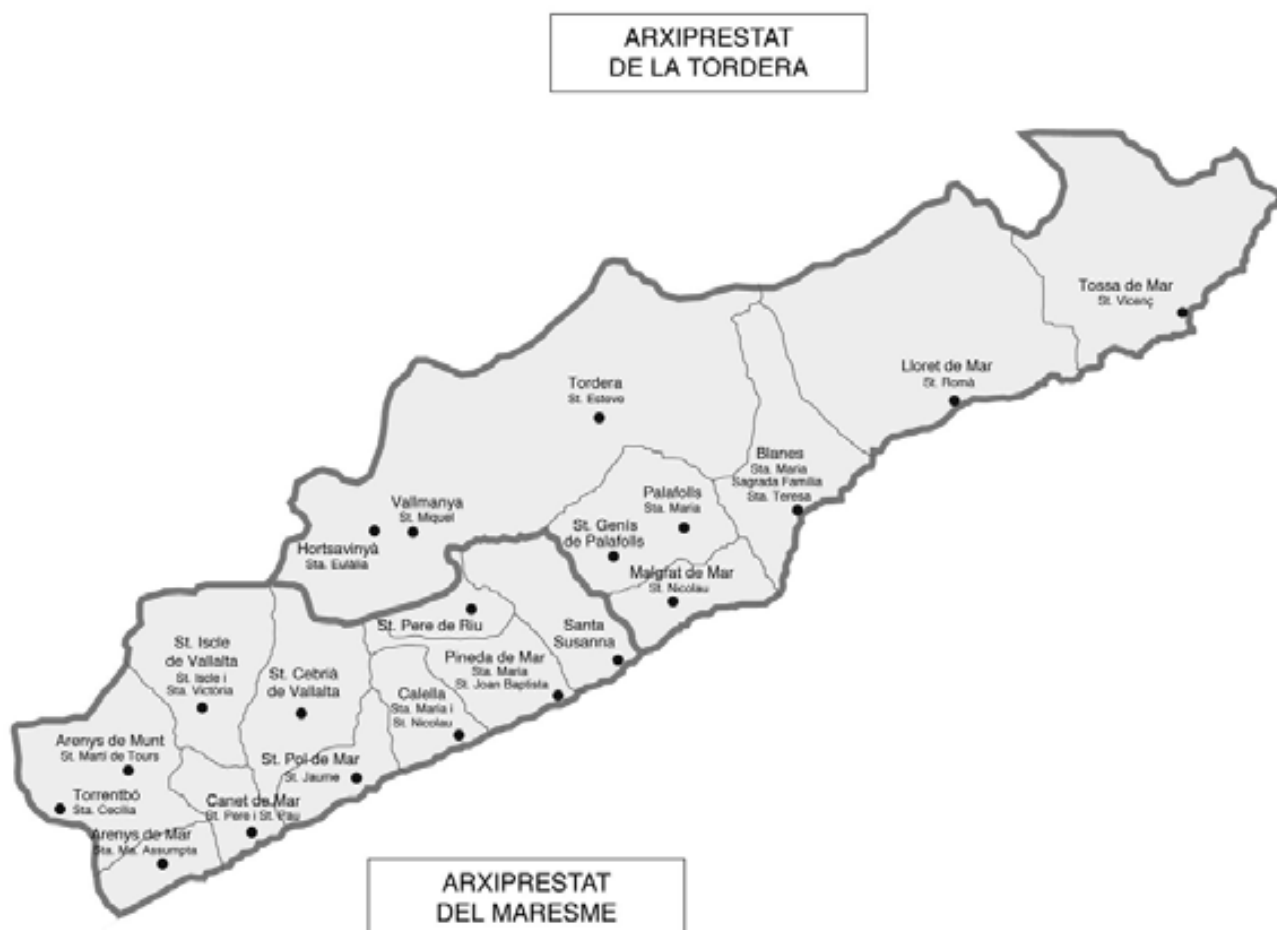 ARXIPRESTAT
DE LA TORDERA
Tossa de Mar
St. Vicenç
Lloret de Mar
St. Romà
Tordera
St. Esteve
Blanes
Sta. Maria
Sagrada Família
Sta. Teresa
Palafolls
Sta. Maria
Vallmanya
St. Miquel
St. Genís
de Palafolls
Hortsavinyà
Sta. Eulàlia
Malgrat de Mar
St. Nicolau
St. Pere de Riu
Santa
Susanna
St. Iscle
de Vallalta
St. Iscle i
Sta. Victòria
Pineda de Mar
Sta. Maria
St. Joan Baptista
St. Cebrià
de Vallalta
Calella
Sta. Maria i
St. Nicolau
Arenys de Munt
St. Martí de Tours
St. Pol de Mar
St. Jaume
Torrentbó
Sta. Cecília
Canet de Mar
St. Pere i St. Pau
Arenys de Mar
Sta. Ma. Assumpta
ARXIPRESTAT
DEL MARESME